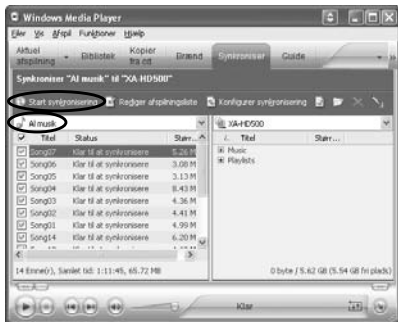 Windows Media Player
Filer Vis Afspil Funktioner Hjælp
Aktuel afspilning Bibliotek Kopier fra cd Brænd Synkroniser Guide
Synkroniser "Al musik" til "XA-HD500"
Start synkronisering Rediger afspilningsliste Konfigurer synkronisering
Al musik XA-HD500
Titel Status Størr... Titel Størr...
Song07 Klar til at synkronisere 5.26 M Music
Song06 Klar til at synkronisere 3.08 M Playlists
Song05 Klar til at synkronisere 3.13 M
Song04 Klar til at synkronisere 8.43 M
Song03 Klar til at synkronisere 4.36 M
Song02 Klar til at synkronisere 4.41 M
Song01 Klar til at synkronisere 4.99 M
Song14 Klar til at synkronisere 6.20 M
14 Emne(r), Samlet tid: 1:11:45, 65.72 MB 0 byte / 5.62 GB (5.54 GB fri plads)
Klar